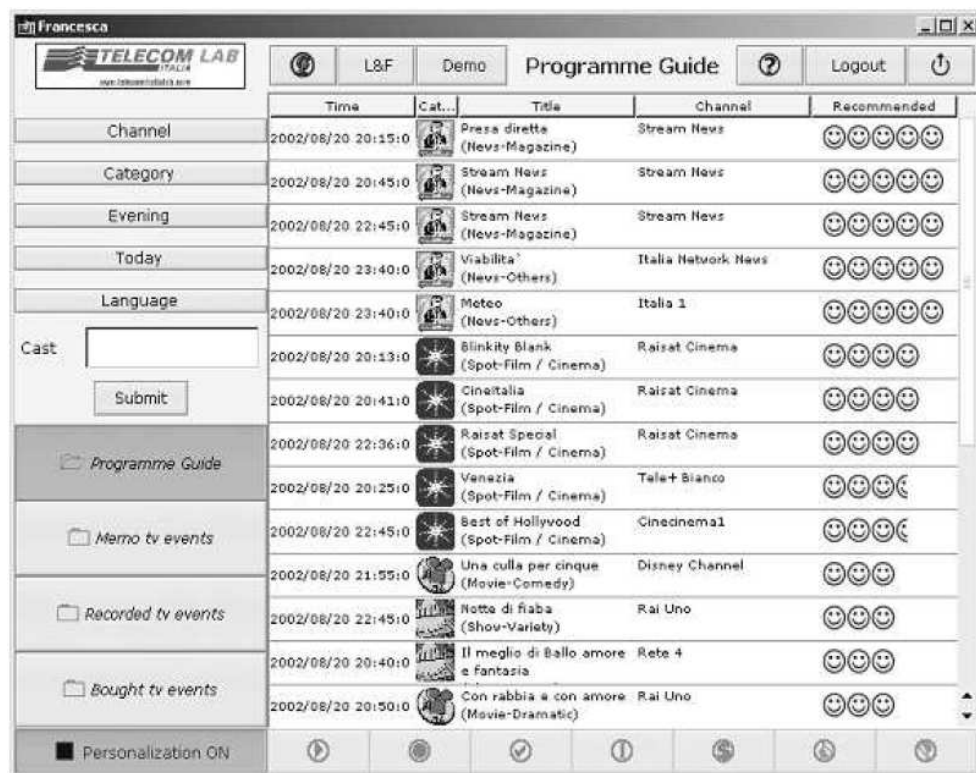 Francesca
TELECOM LAB
ITALIA
L&F
Demo
Programme Guide
?
Logout
Channel
Category
Evening
Today
Language
Cast
Submit
Programme Guide
Memo tv events
Recorded tv events
Bought tv events
Personalization ON
Time Cat... Title Channel Recommended
2002/08/20 20:15:0 Presa diretta Stream News
(News-Magazine)
2002/08/20 20:45:0 Stream News Stream News
(News-Magazine)
2002/08/20 22:45:0 Stream News Stream News
(News-Magazine)
2002/08/20 23:40:0 Viabilita` Italia Network News
(News-Others)
2002/08/20 23:40:0 Meteo Italia 1
(News-Others)
2002/08/20 20:13:0 Blinkity Blank Raisat Cinema
(Spot-Film / Cinema)
2002/08/20 20:41:0 CineItalia Raisat Cinema
(Spot-Film / Cinema)
2002/08/20 22:36:0 Raisat Special Raisat Cinema
(Spot-Film / Cinema)
2002/08/20 20:25:0 Venezia Tele+ Bianco
(Spot-Film / Cinema)
2002/08/20 22:45:0 Best of Hollywood Cinecinema1
(Spot-Film / Cinema)
2002/08/20 21:55:0 Una culla per cinque Disney Channel
(Movie-Comedy)
2002/08/20 22:45:0 Notte di fiaba Rai Uno
(Show-Variety)
2002/08/20 20:40:0 Il meglio di Ballo amore Rete 4
e fantasia
2002/08/20 20:50:0 Con rabbia e con amore Rai Uno
(Movie-Dramatic)